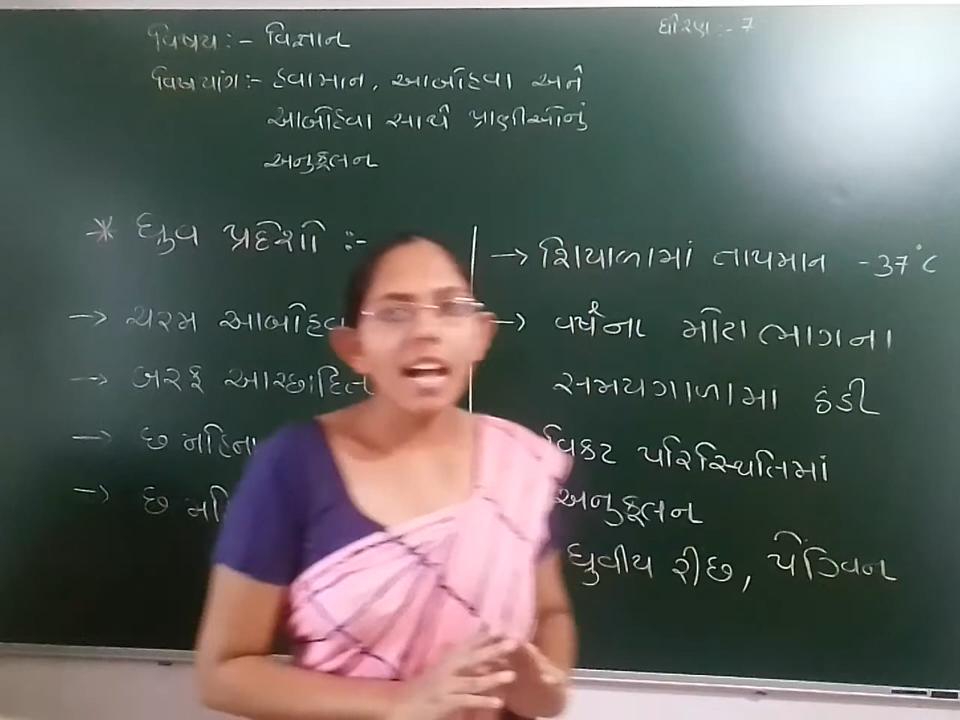 વિષય :- વિજ્ઞાન
ધોરણ :- 7
વિષયાંગ :- હવામાન, આબોહવા અને
આબોહવા સાથે પ્રાણીઓનું
અનુકૂલન
* ધ્રુવ પ્રદેશો :-
→ ચરમ આબોહવા
→ બરફ આચ્છાદિત
→ છ મહિના
→ છ
→ શિયાળામાં તાપમાન -37°C
→ વર્ષના મોટાભાગના
સમયગાળામા ઠંડી
વિકટ પરિસ્થિતિમાં
અનુકૂલન
ધ્રુવીય રીંછ, પેંગ્વિન